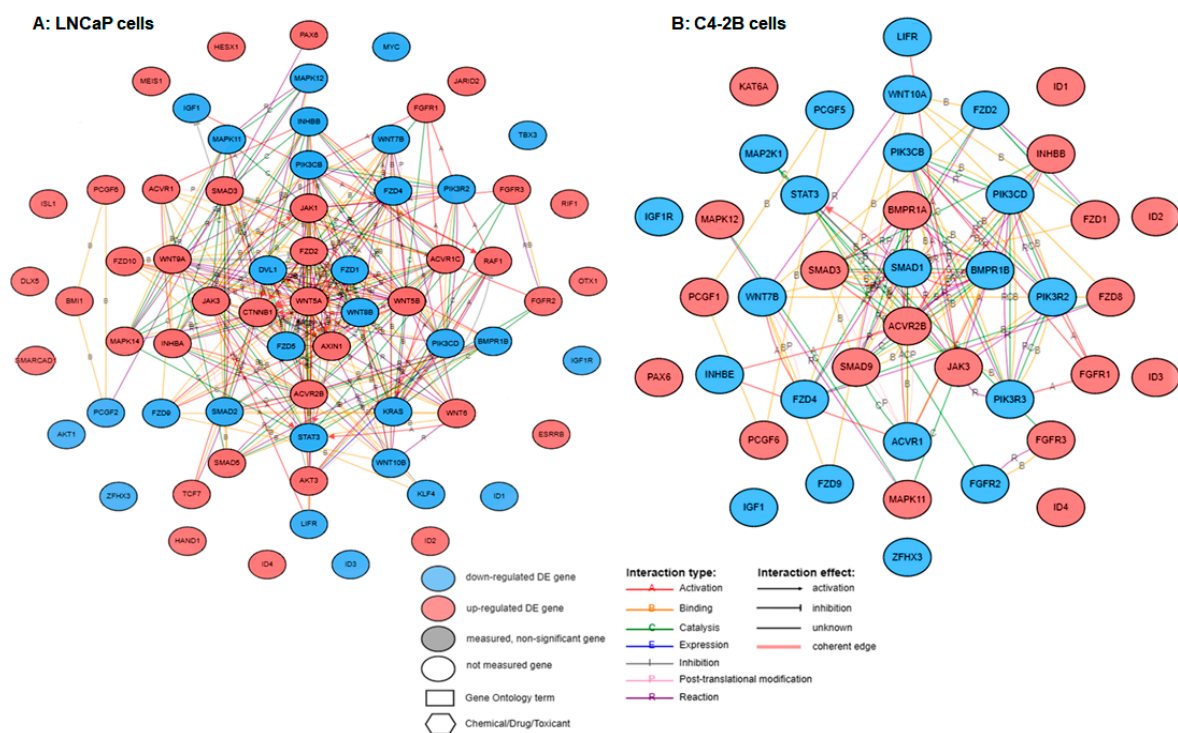 A: LNCaP cells
B: C4-2B cells
PAX6
HESX1
MYC
MEIS1
MAPK12
JARID2
IGF1
FGFR1
INHBB
TBX3
MAPK11
WNT7B
PIK3CB
ISL1
PCGF6
ACVR1
SMAD3
FZD4
PIK3R2
FGFR3
RIF1
JAK1
FZD2
FZD10
WNT9A
ACVR1C
RAF1
DVL1
FZD1
DLX5
BMI1
JAK3
CTNNB1
WNT5A
WNT8B
WNT5B
FGFR2
OTX1
MAPK14
INHBA
FZD5
AXIN1
PIK3CD
BMPR1B
SMARCAD1
IGF1R
ACVR2B
PCGF2
FZD9
SMAD2
KRAS
WNT6
AKT1
STAT3
ESRRB
SMAD5
WNT10B
TCF7
AKT3
ZFHX3
KLF4
ID1
LIFR
HAND1
ID2
ID4
ID3
LIFR
KAT6A
ID1
WNT10A
PCGF5
FZD2
MAP2K1
PIK3CB
INHBB
STAT3
PIK3CD
IGF1R
MAPK12
BMPR1A
FZD1
ID2
SMAD3
SMAD1
BMPR1B
PCGF1
WNT7B
PIK3R2
FZD8
ACVR2B
PAX6
INHBE
SMAD9
JAK3
FGFR1
ID3
FZD4
PIK3R3
PCGF6
ACVR1
FGFR3
FZD9
FGFR2
IGF1
MAPK11
ID4
ZFHX3
down-regulated DE gene
up-regulated DE gene
measured, non-significant gene
not measured gene
Gene Ontology term
Chemical/Drug/Toxicant
Interaction type:
A Activation
B Binding
C Catalysis
E Expression
I Inhibition
P Post-translational modification
R Reaction
Interaction effect:
activation
inhibition
unknown
coherent edge